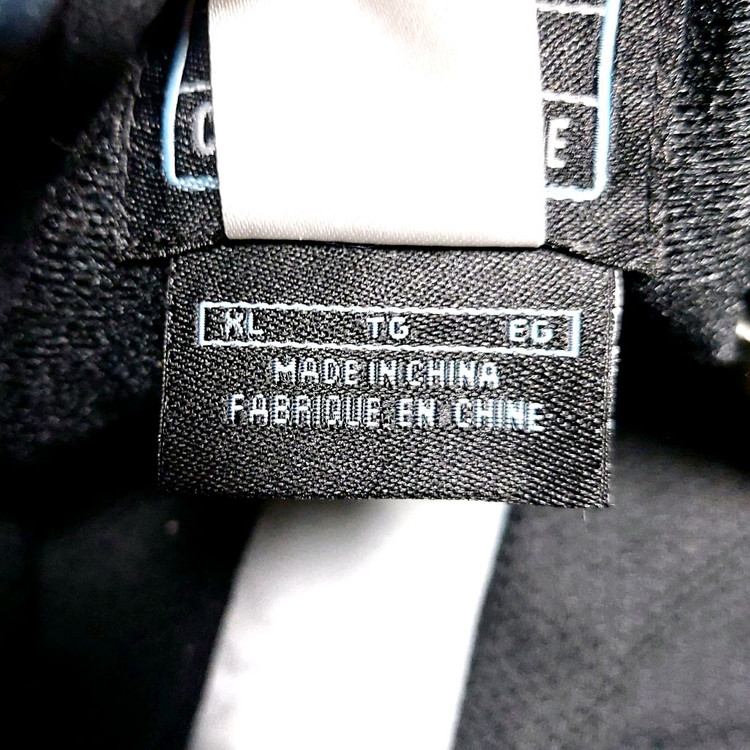 XL TG EG
MADE IN CHINA
FABRIQUE EN CHINE